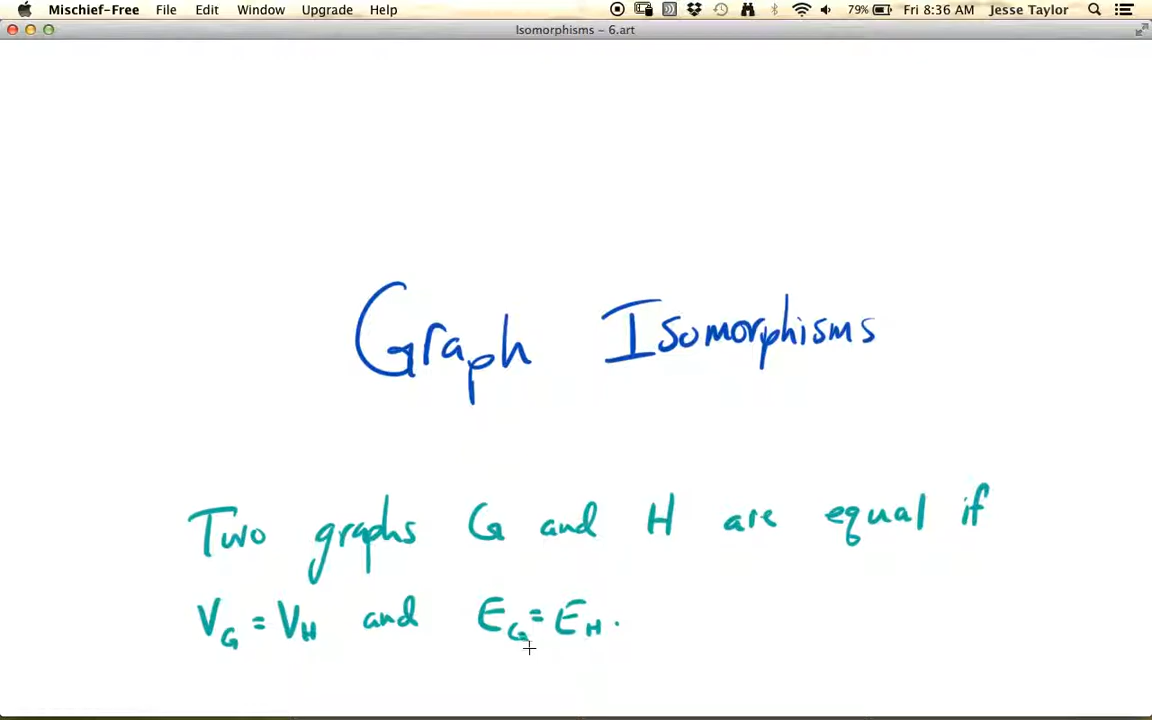 Mischief-Free File Edit Window Upgrade Help 79% Fri 8:36 AM Jesse Taylor
Isomorphisms – 6.art
Graph Isomorphisms
Two graphs G and H are equal if
V_G = V_H and E_G = E_H.